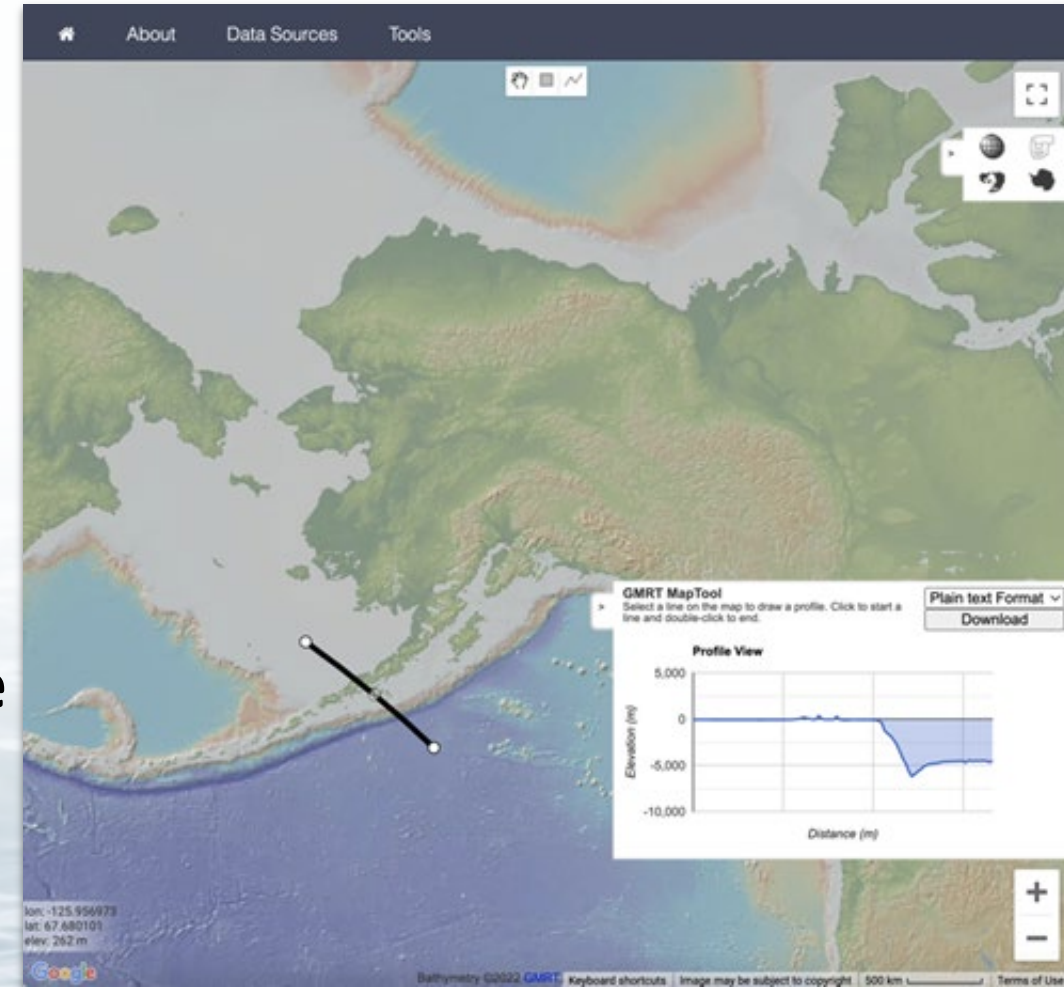 About Data Sources Tools
GMRT MapTool
Select a line on the map to draw a profile. Click to start a
line and double-click to end.
Plain text Format
Download
Profile View
5,000
0
-5,000
-10,000
Elevation (m)
Distance (m)
e
lon: -125.956973
lat: 67.680101
elev: 262 m
Google
Bathymetry ©2022 GMRT Keyboard shortcuts Image may be subject to copyright 500 km Terms of Use